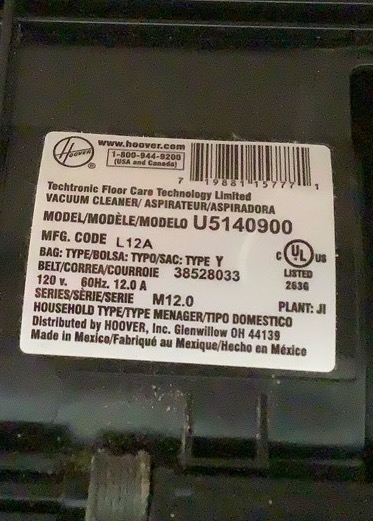 HOOVER ®
www.hoover.com
1-800-944-9200
(USA and Canada)
7 19881 15777 1
Techtronic Floor Care Technology Limited
VACUUM CLEANER/ ASPIRATEUR/ASPIRADORA
MODEL/MODÈLE/MODELO U5140900
MFG. CODE L12A
BAG: TYPE/BOLSA: TYPO/SAC: TYPE Y
BELT/CORREA/COURROIE 38528033
120 v. 60Hz. 12.0 A
SERIES/SÉRIE/SERIE M12.0
C UL US
LISTED
263G
PLANT: JI
HOUSEHOLD TYPE/TYPE MENAGER/TIPO DOMESTICO
Distributed by HOOVER, Inc. Glenwillow OH 44139
Made in Mexico/Fabriqué au Mexique/Hecho en México